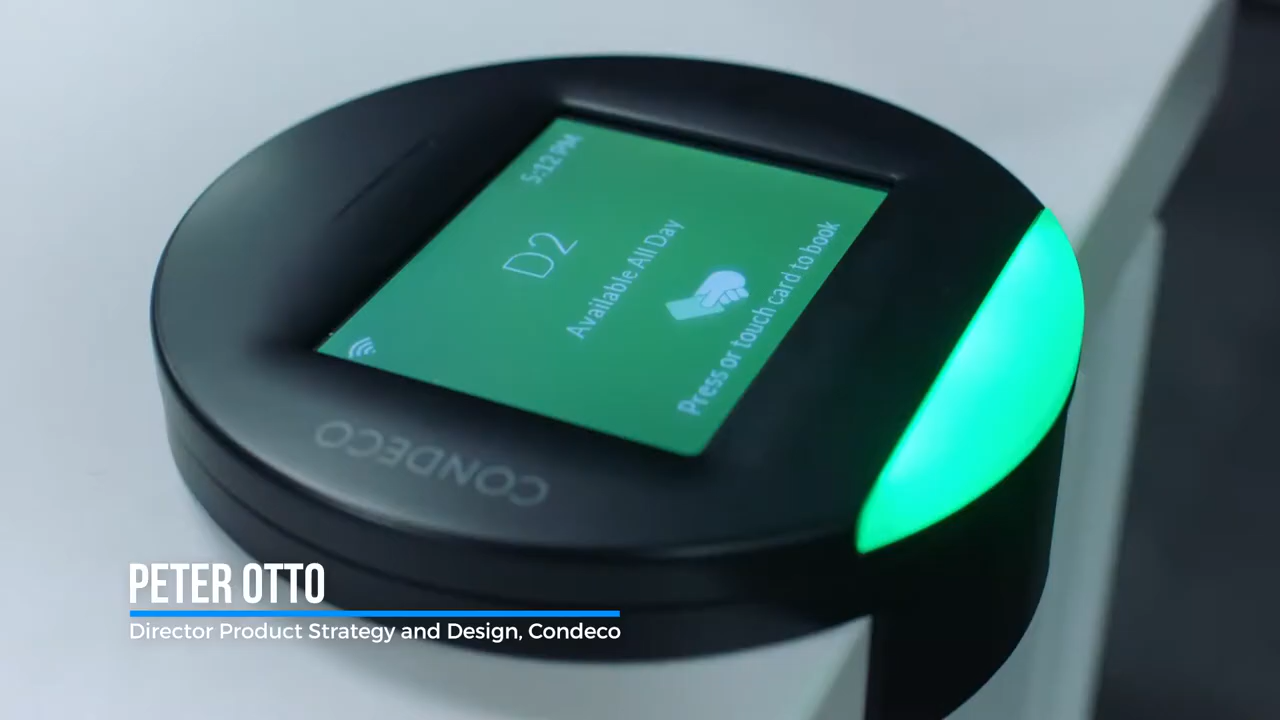 5:12 PM
D2
Available All Day
Press or touch card to book
CONDECO
PETER OTTO
Director Product Strategy and Design, Condeco